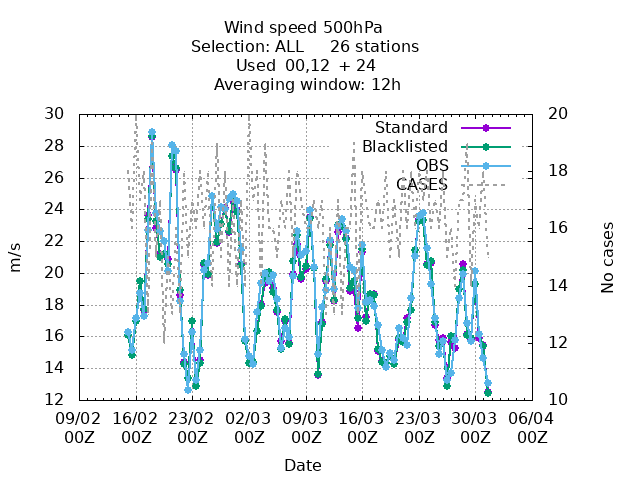 Wind speed 500hPa
Selection: ALL     26 stations
Used  00,12  + 24
Averaging window: 12h
30
28
26
24
22
20
18
16
14
12
m/s
20
18
16
14
12
10
No cases
Standard
Blacklisted
OBS
CASES
09/02 16/02 23/02 02/03 09/03 16/03 23/03 30/03 06/04
00Z 00Z 00Z 00Z 00Z 00Z 00Z 00Z 00Z
Date